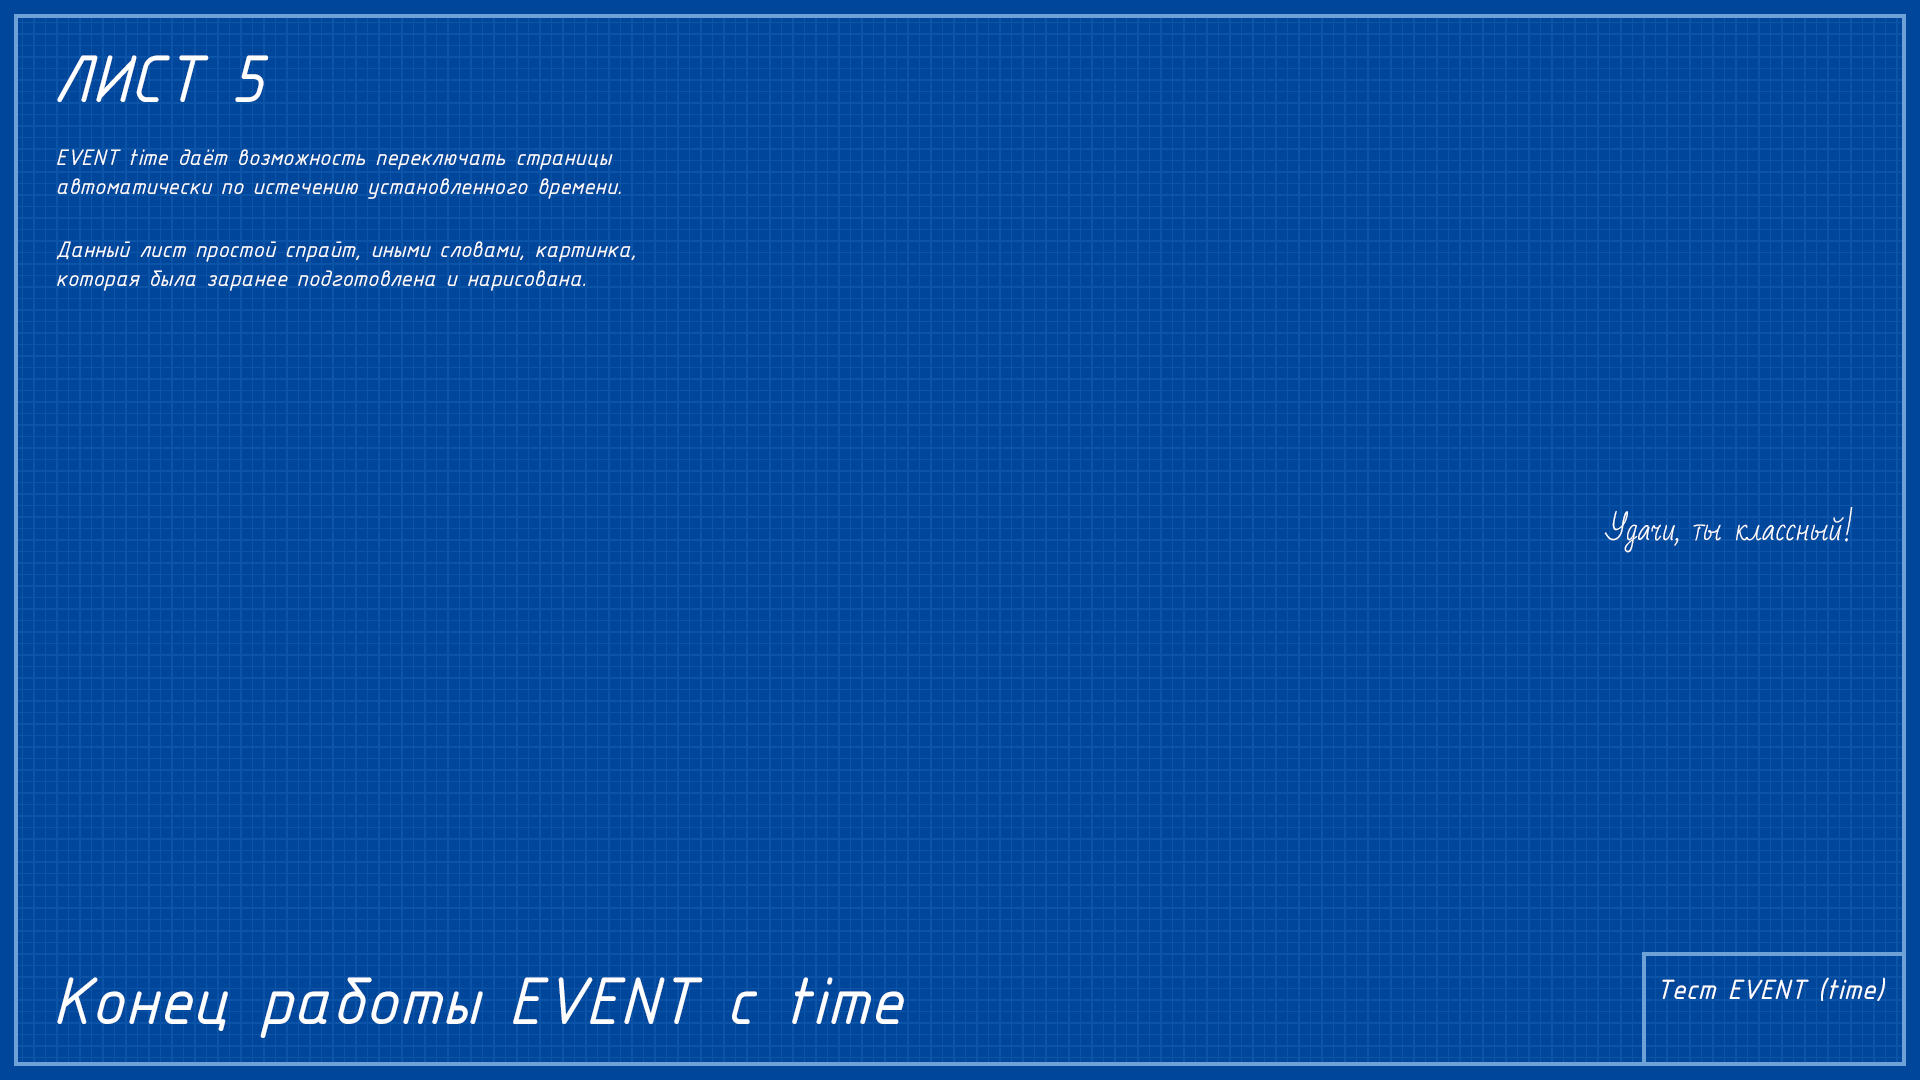 ЛИСТ 5
EVENT time даёт возможность переключать страницы
автоматически по истечению установленного времени.
Данный лист простой спрайт, иными словами, картинка,
которая была заранее подготовлена и нарисована.
Удачи, ты классный!
Конец работы EVENT с time
Тест EVENT (time)